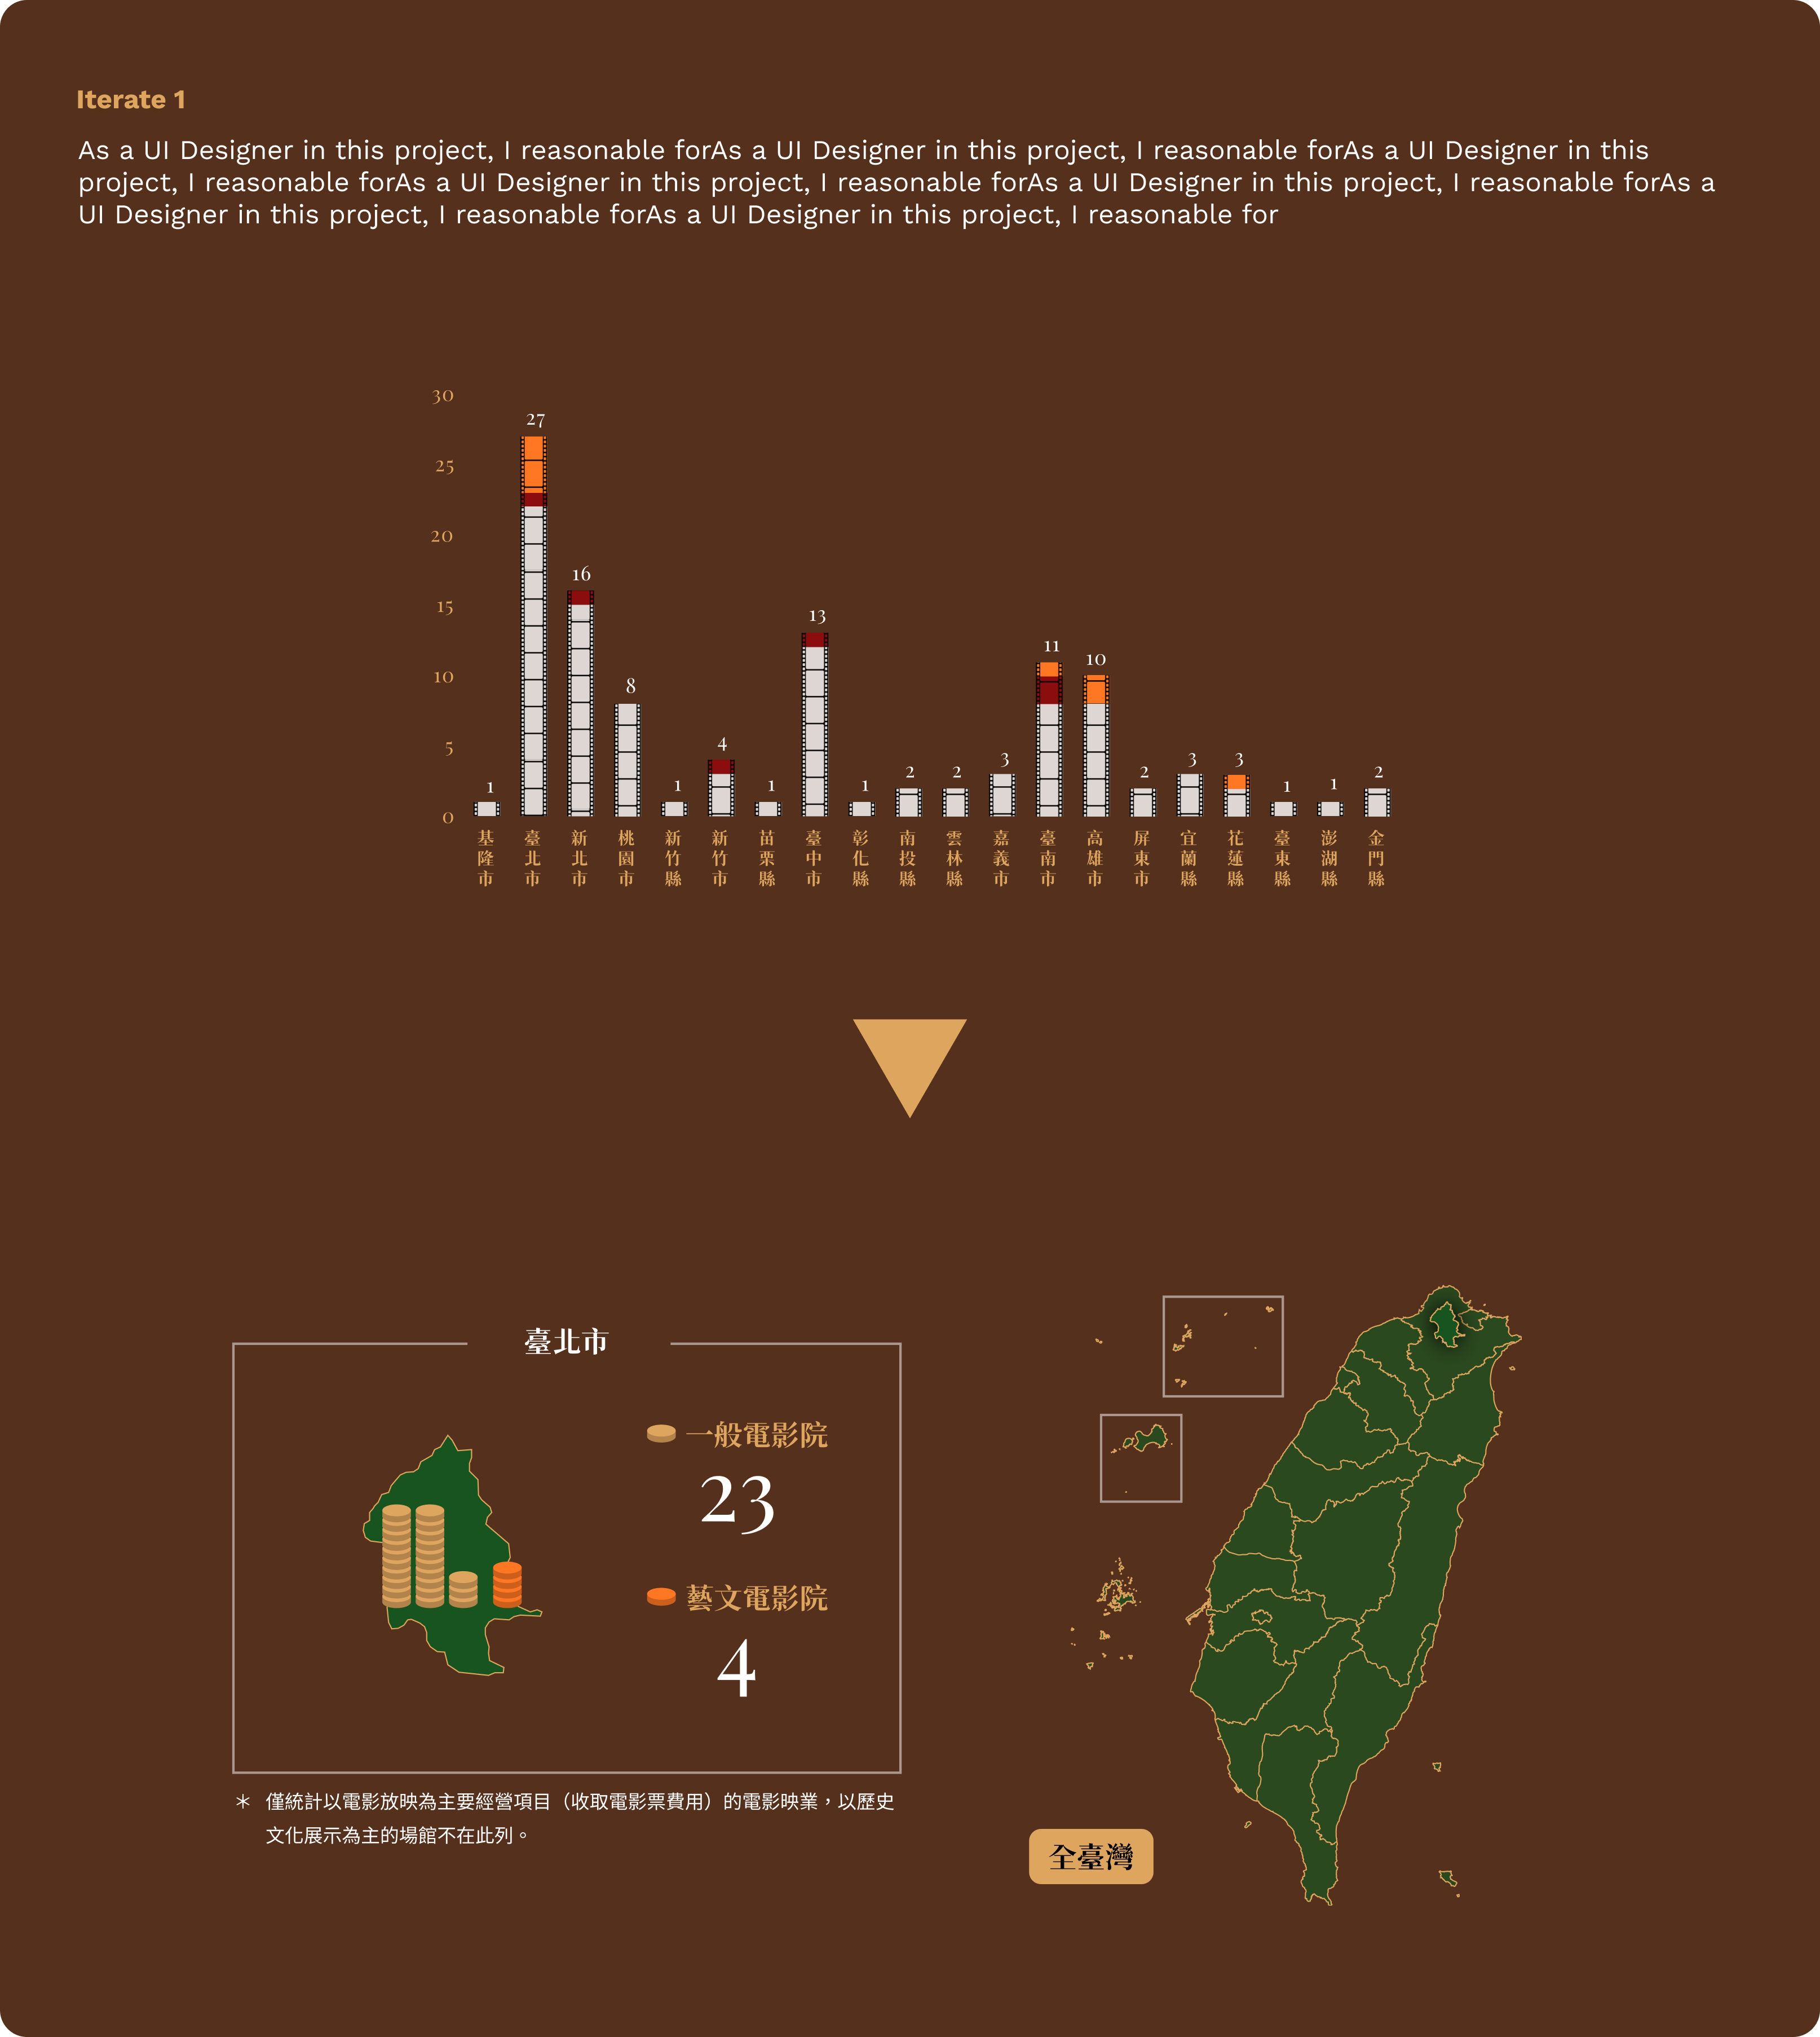 Iterate 1
As a UI Designer in this project, I reasonable forAs a UI Designer in this project, I reasonable forAs a UI Designer in this
project, I reasonable forAs a UI Designer in this project, I reasonable forAs a UI Designer in this project, I reasonable forAs a
UI Designer in this project, I reasonable forAs a UI Designer in this project, I reasonable for
30
25
20
15
10
5
0
1
27
16
8
1
4
1
13
1
2
2
3
11
10
2
3
3
1
1
2
基隆市
臺北市
新北市
桃園市
新竹縣
新竹市
苗栗縣
臺中市
彰化縣
南投縣
雲林縣
嘉義市
臺南市
高雄市
屏東市
宜蘭縣
花蓮縣
臺東縣
澎湖縣
金門縣
臺北市
一般電影院
23
藝文電影院
4
＊ 僅統計以電影放映為主要經營項目（收取電影票費用）的電影映業，以歷史
文化展示為主的場館不在此列。
全臺灣